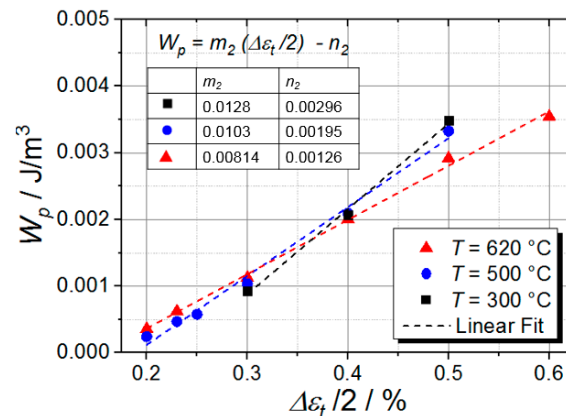 W_p = m_2 (Δε_t/2) - n_2
m_2 n_2
0.0128 0.00296
0.0103 0.00195
0.00814 0.00126
0.005
0.004
0.003
0.002
0.001
0.000
W_p / J/m³
T = 620 °C
T = 500 °C
T = 300 °C
Linear Fit
0.2 0.3 0.4 0.5 0.6
Δε_t/2 / %